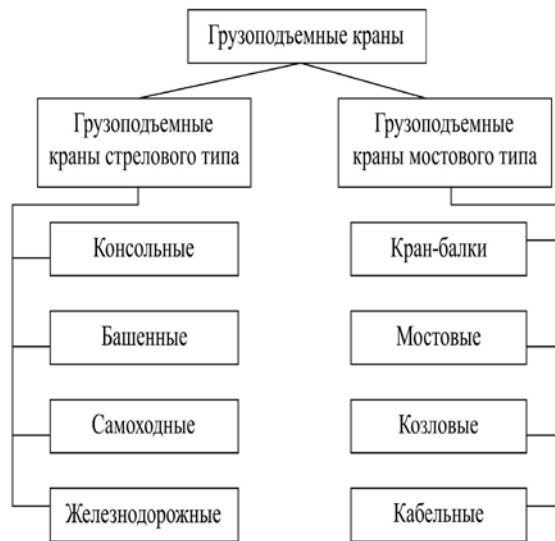 Грузоподъемные краны
Грузоподъемные
краны стрелового типа
Грузоподъемные
краны мостового типа
Консольные
Башенные
Самоходные
Железнодорожные
Кран-балки
Мостовые
Козловые
Кабельные